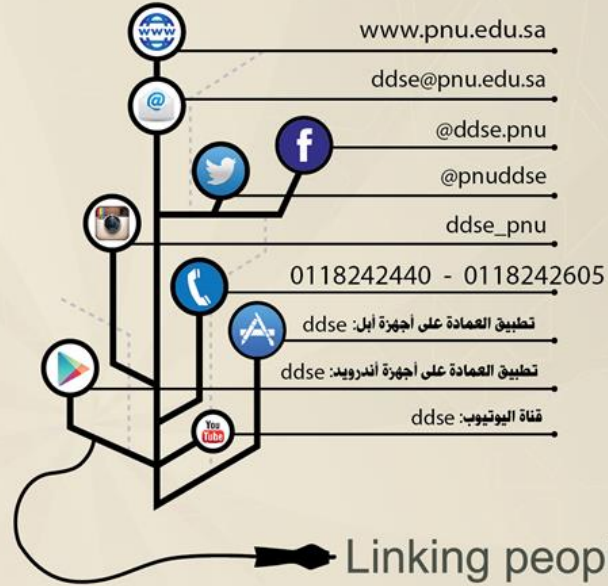 www
www.pnu.edu.sa
@
ddse@pnu.edu.sa
f
@ddse.pnu
@pnuddse
ddse_pnu
0118242440 - 0118242605
تطبيق العمادة على أجهزة أبل: ddse
تطبيق العمادة على أجهزة أندرويد: ddse
You
Tube
قناة اليوتيوب: ddse
Linking peop